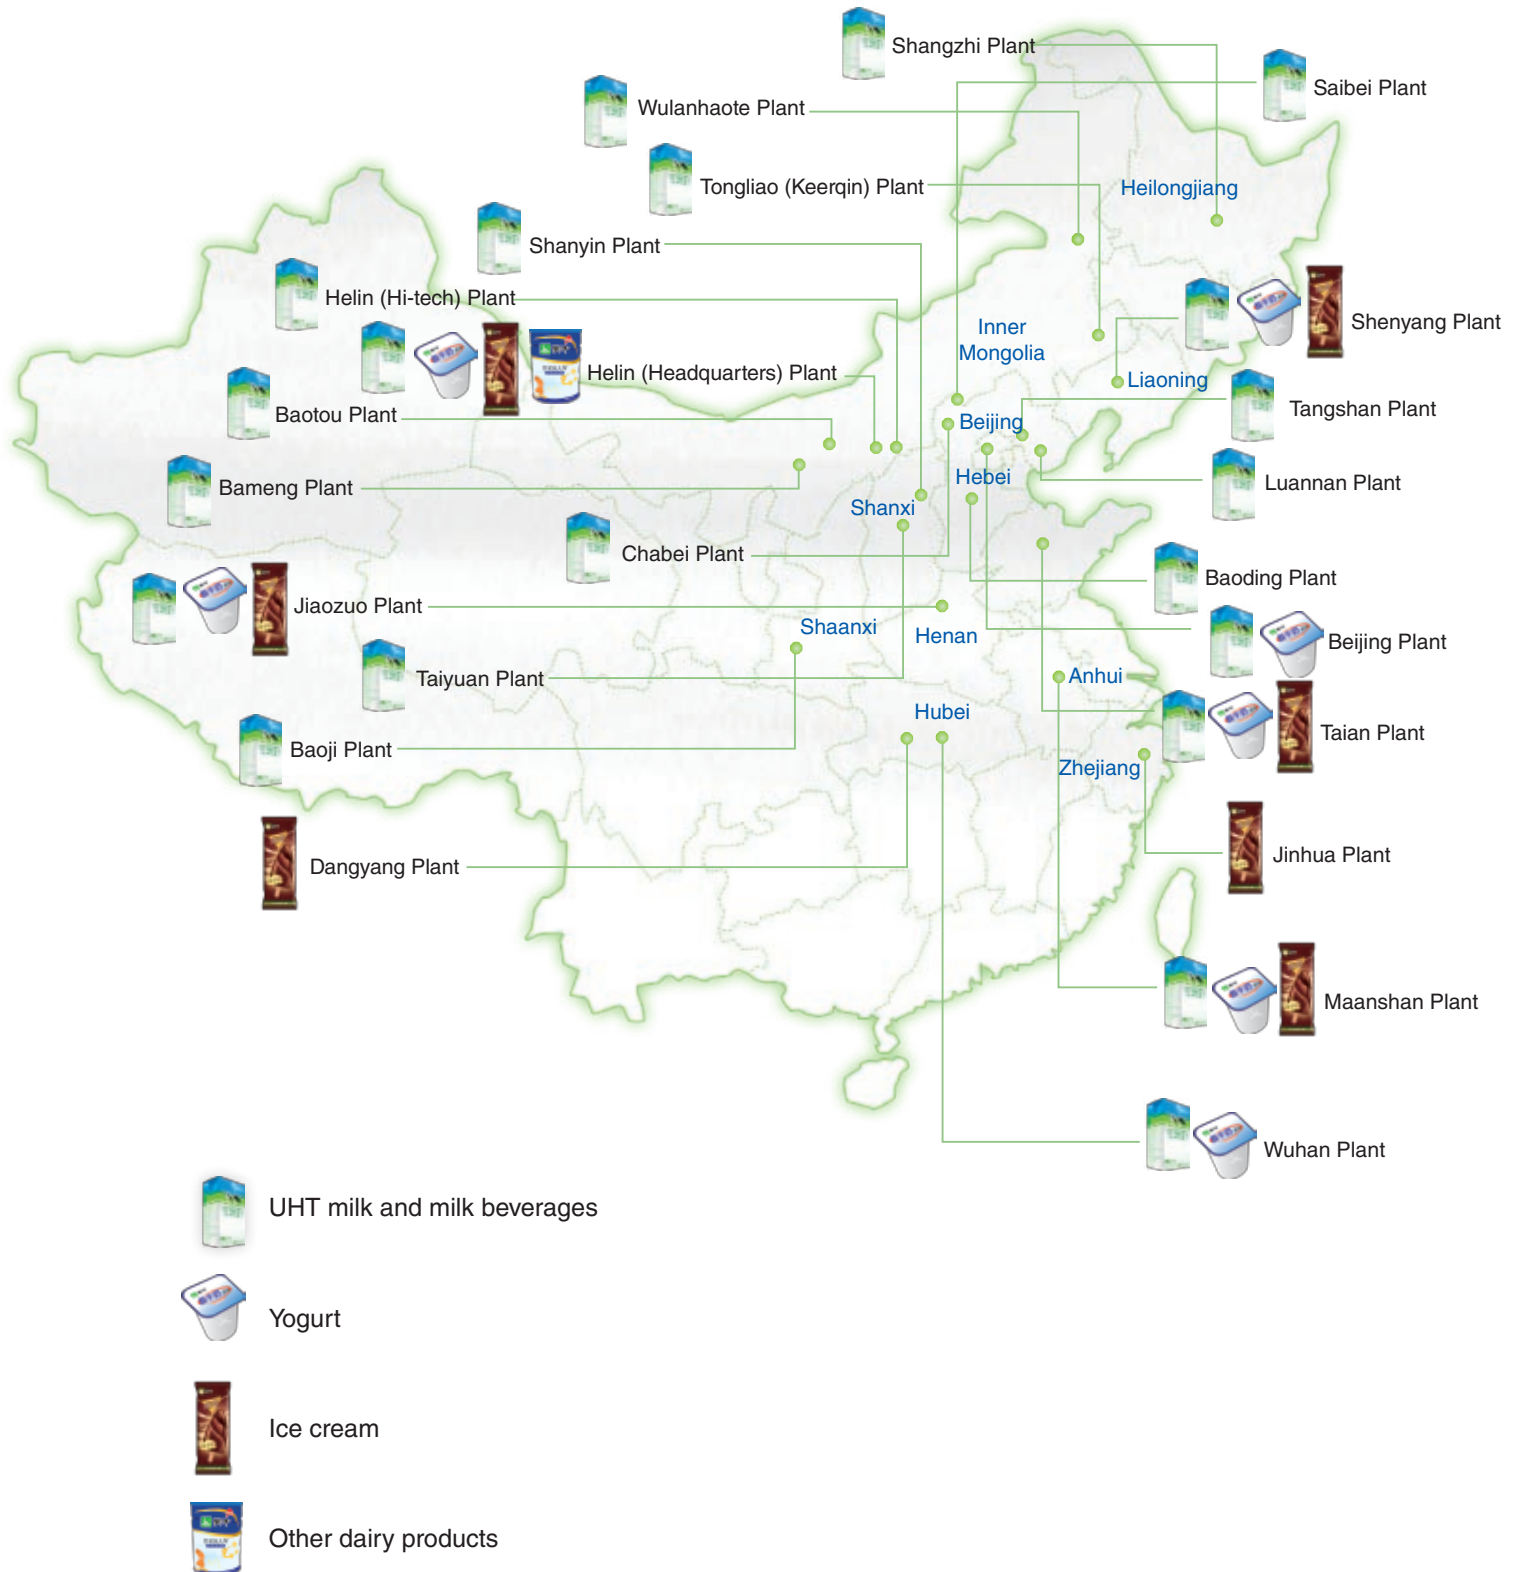 Shangzhi Plant
Saibei Plant
Wulanhaote Plant
Tongliao (Keerqin) Plant
Heilongjiang
Shanyin Plant
Helin (Hi-tech) Plant
Shenyang Plant
Inner
Mongolia
Helin (Headquarters) Plant
Liaoning
Baotou Plant
Tangshan Plant
Beijing
Bameng Plant
Hebei
Luannan Plant
Shanxi
Chabei Plant
Baoding Plant
Jiaozuo Plant
Shaanxi
Henan
Beijing Plant
Taiyuan Plant
Anhui
Hubei
Taian Plant
Baoji Plant
Zhejiang
Dangyang Plant
Jinhua Plant
Maanshan Plant
Wuhan Plant
UHT milk and milk beverages
Yogurt
Ice cream
Other dairy products